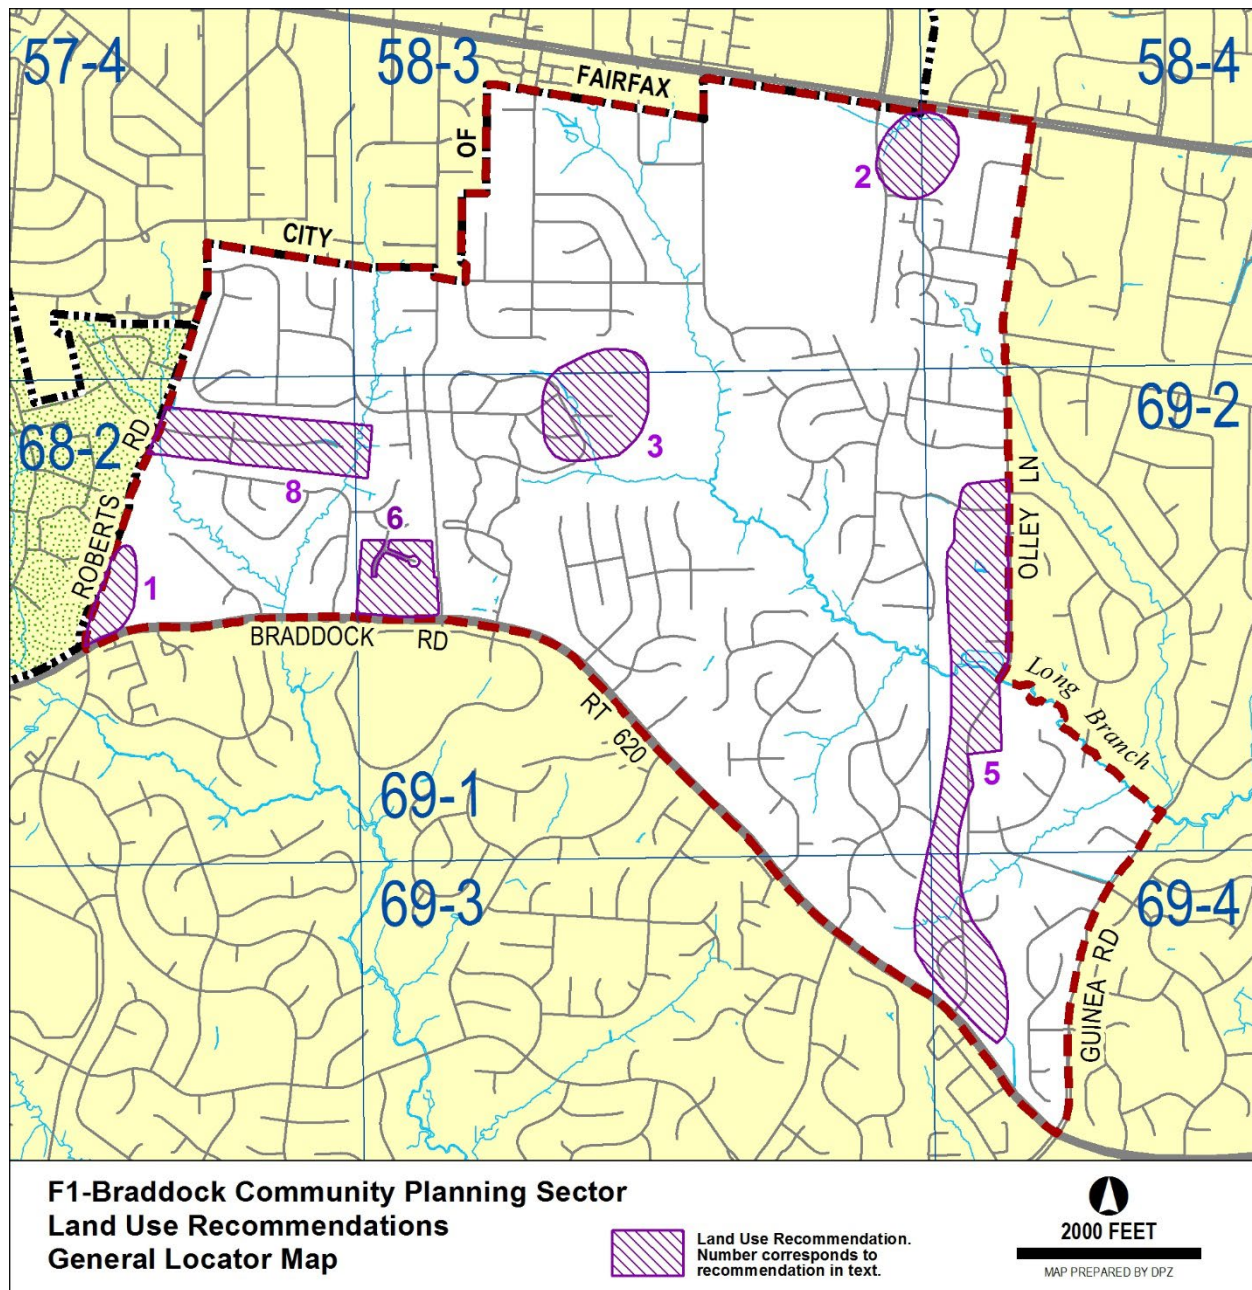 57-4
58-3
58-4
FAIRFAX
OF
CITY
2
69-2
68-2
RD
ROBERTS
8
3
6
1
OLLEY LN
BRADDOCK RD
RT 620
Long Branch
5
69-1
69-3
69-4
GUINEA RD
F1-Braddock Community Planning Sector
Land Use Recommendations
General Locator Map
Land Use Recommendation.
Number corresponds to
recommendation in text.
2000 FEET
MAP PREPARED BY DPZ